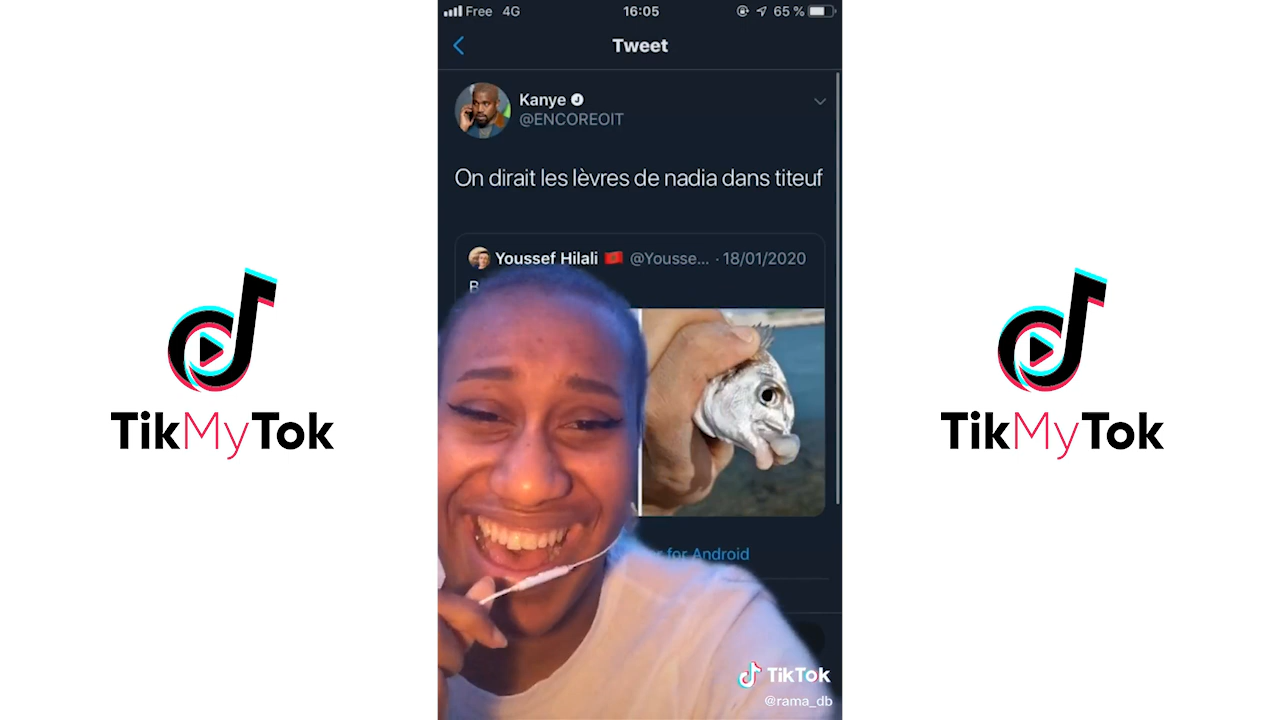 Free 4G 16:05 65 %
Tweet
Kanye
@ENCOREOIT
On dirait les lèvres de nadia dans titeuf
Youssef Hilali 🇲🇦 @Yousse... · 18/01/2020
TikMyTok
TikMyTok
for Android
TikTok
@rama_db